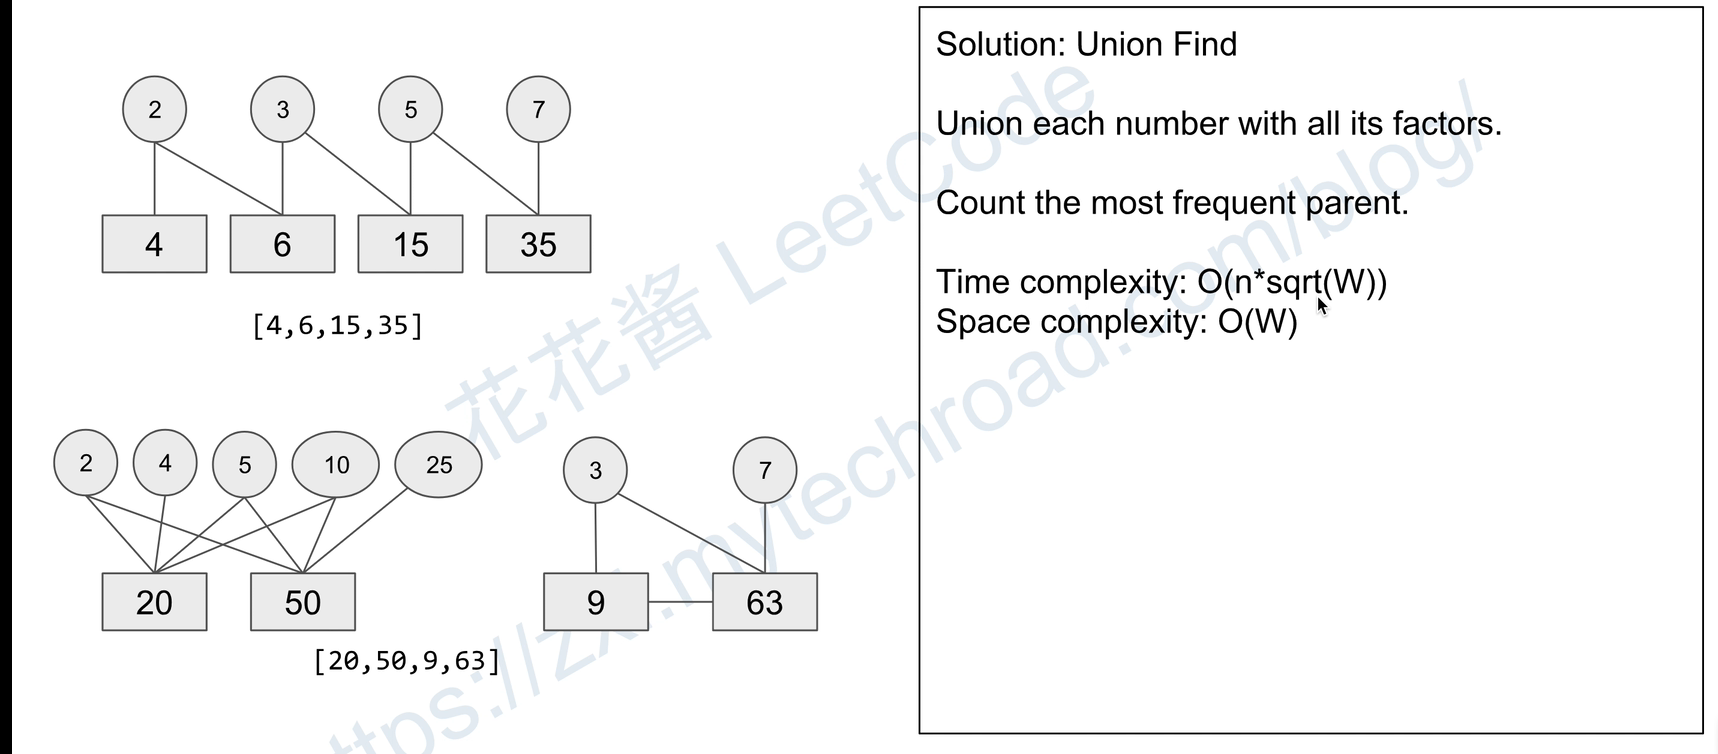 2 3 5 7
4 6 15 35
[4,6,15,35]
2 4 5 10 25
3 7
20 50 9 63
[20,50,9,63]
Solution: Union Find
Union each number with all its factors.
Count the most frequent parent.
Time complexity: O(n*sqrt(W))
Space complexity: O(W)
花花酱 LeetCode
ttps://zxi.mytechroad.com/blog/